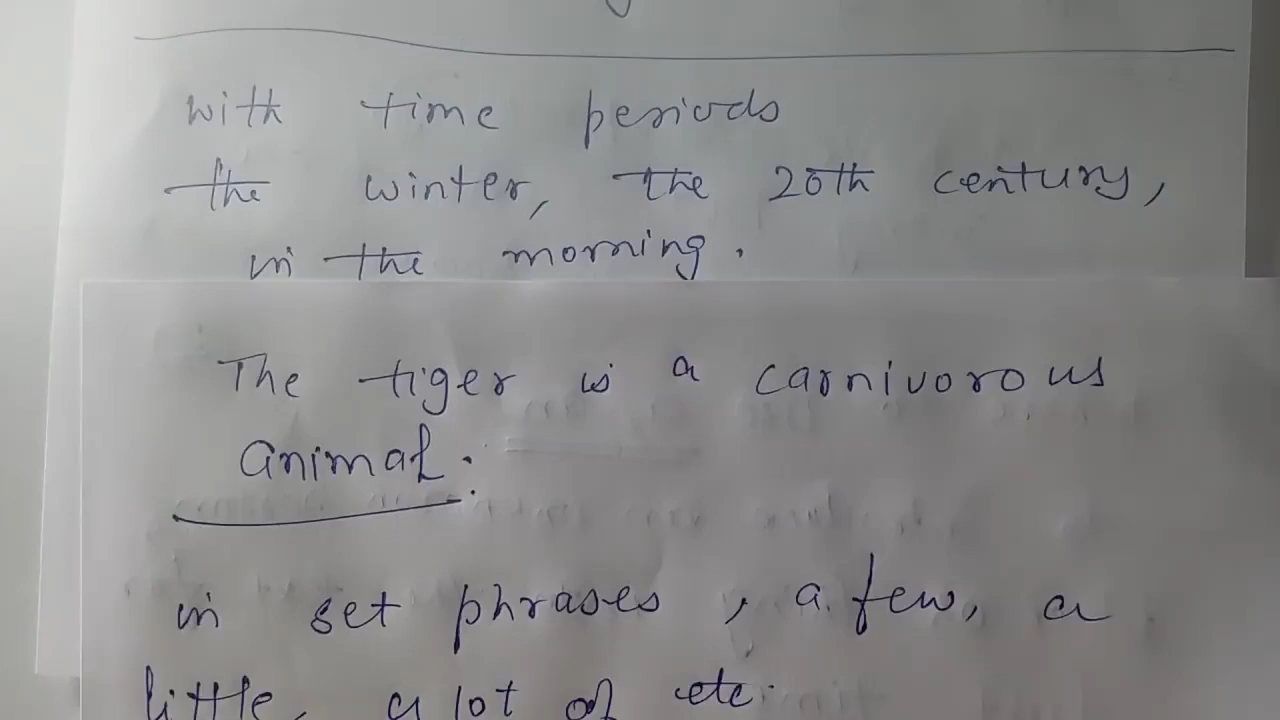 with time periods
the winter, the 20th century,
in the morning.
The tiger is a carnivorous
animal.
in set phrases, a few, a
little, a lot of etc.